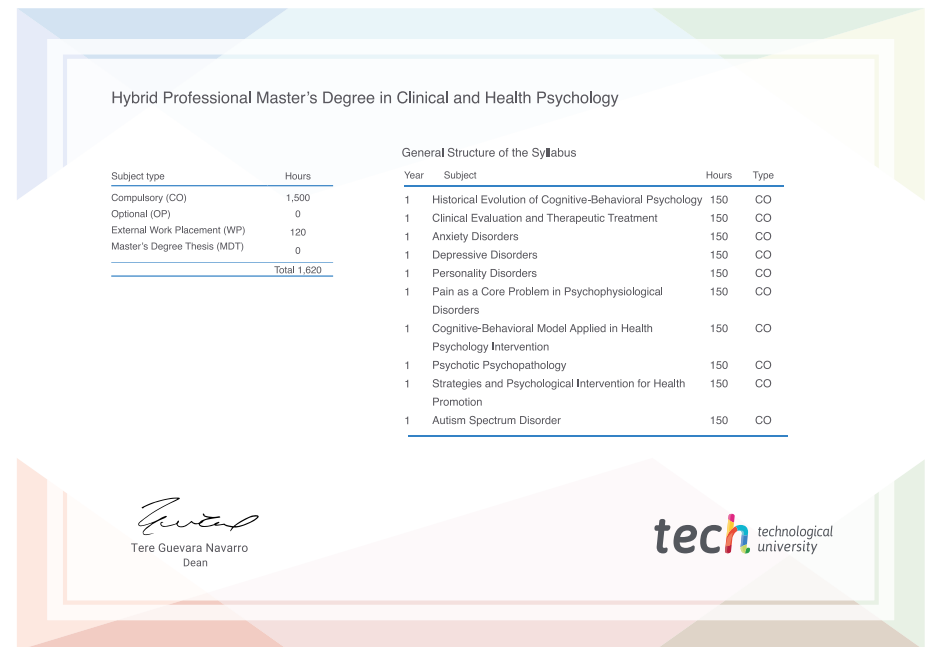 Hybrid Professional Master's Degree in Clinical and Health Psychology
General Structure of the Syllabus
Subject type Hours
Compulsory (CO) 1,500
Optional (OP) 0
External Work Placement (WP) 120
Master's Degree Thesis (MDT) 0
Total 1,620
Year Subject Hours Type
1 Historical Evolution of Cognitive-Behavioral Psychology 150 CO
1 Clinical Evaluation and Therapeutic Treatment 150 CO
1 Anxiety Disorders 150 CO
1 Depressive Disorders 150 CO
1 Personality Disorders 150 CO
1 Pain as a Core Problem in Psychophysiological 150 CO
Disorders
1 Cognitive-Behavioral Model Applied in Health 150 CO
Psychology Intervention
1 Psychotic Psychopathology 150 CO
1 Strategies and Psychological Intervention for Health 150 CO
Promotion
1 Autism Spectrum Disorder 150 CO
Tere Guevara Navarro
Dean
tech technological
university